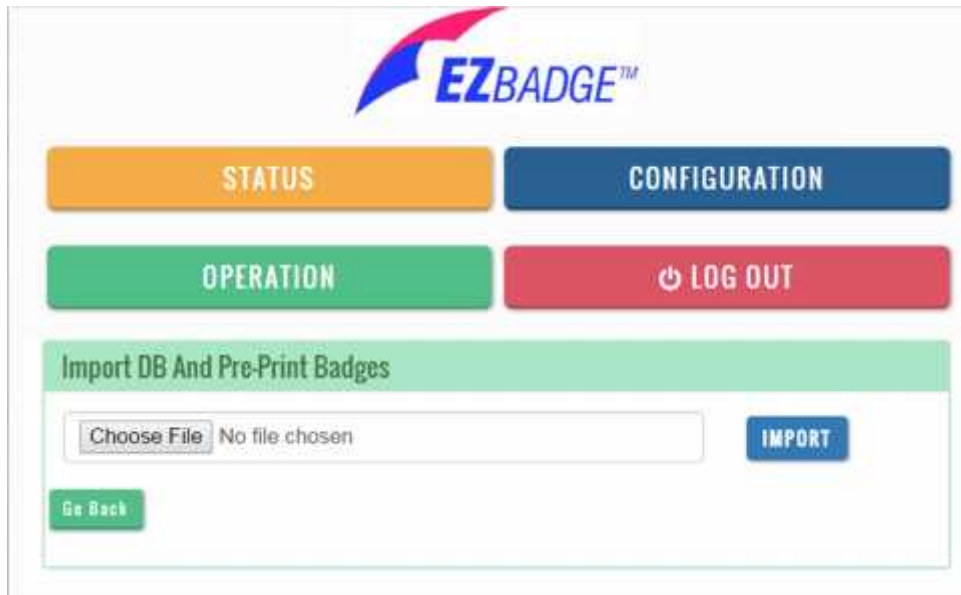 EZBADGE™
STATUS
CONFIGURATION
OPERATION
LOG OUT
Import DB And Pre-Print Badges
Choose File No file chosen
IMPORT
Go Back